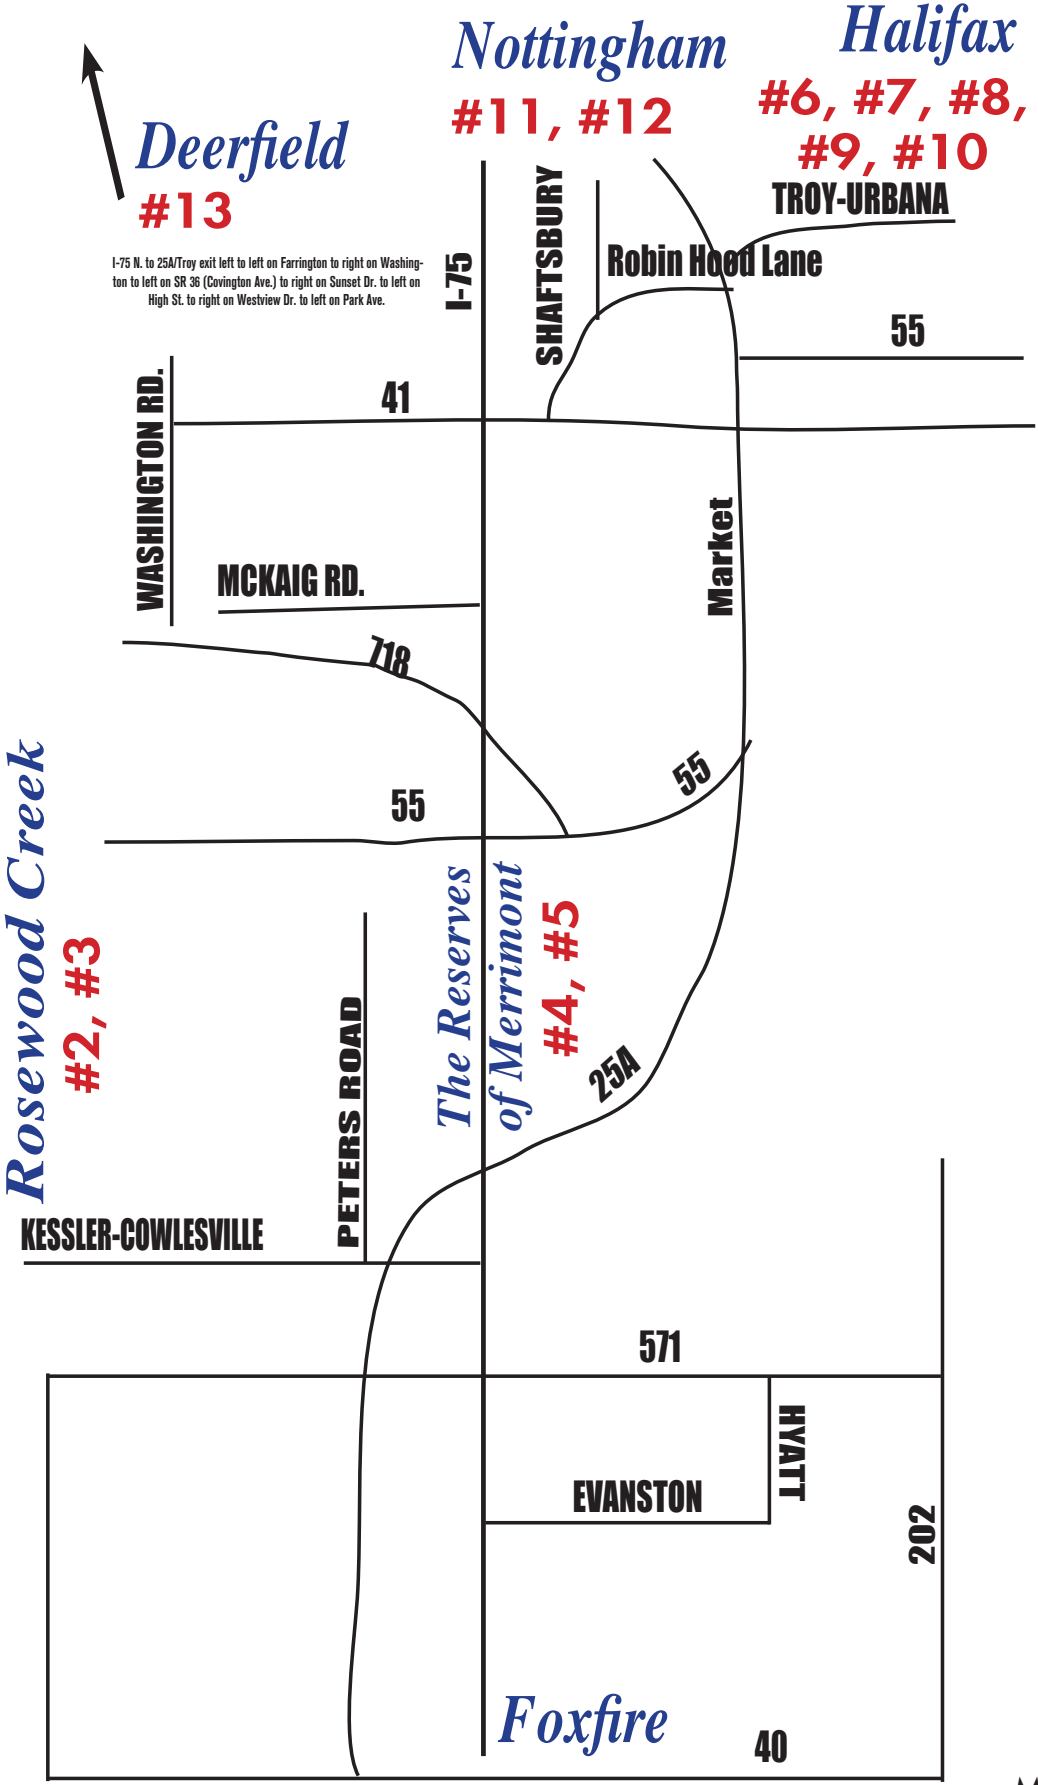 Nottingham
#11, #12
Halifax
#6, #7, #8,
#9, #10
Deerfield
#13
I-75 N. to 25A/Troy exit left to left on Farrington to right on Washing-
ton to left on SR 36 (Covington Ave.) to right on Sunset Dr. to left on
High St. to right on Westview Dr. to left on Park Ave.
I-75
SHAFTSBURY
TROY-URBANA
Robin Hood Lane
55
41
WASHINGTON RD.
Market
MCKAIG RD.
718
55
55
Rosewood Creek
#2, #3
The Reserves
of Merrimont
#4, #5
PETERS ROAD
25A
KESSLER-COWLESVILLE
571
HYATT
EVANSTON
202
Foxfire
40